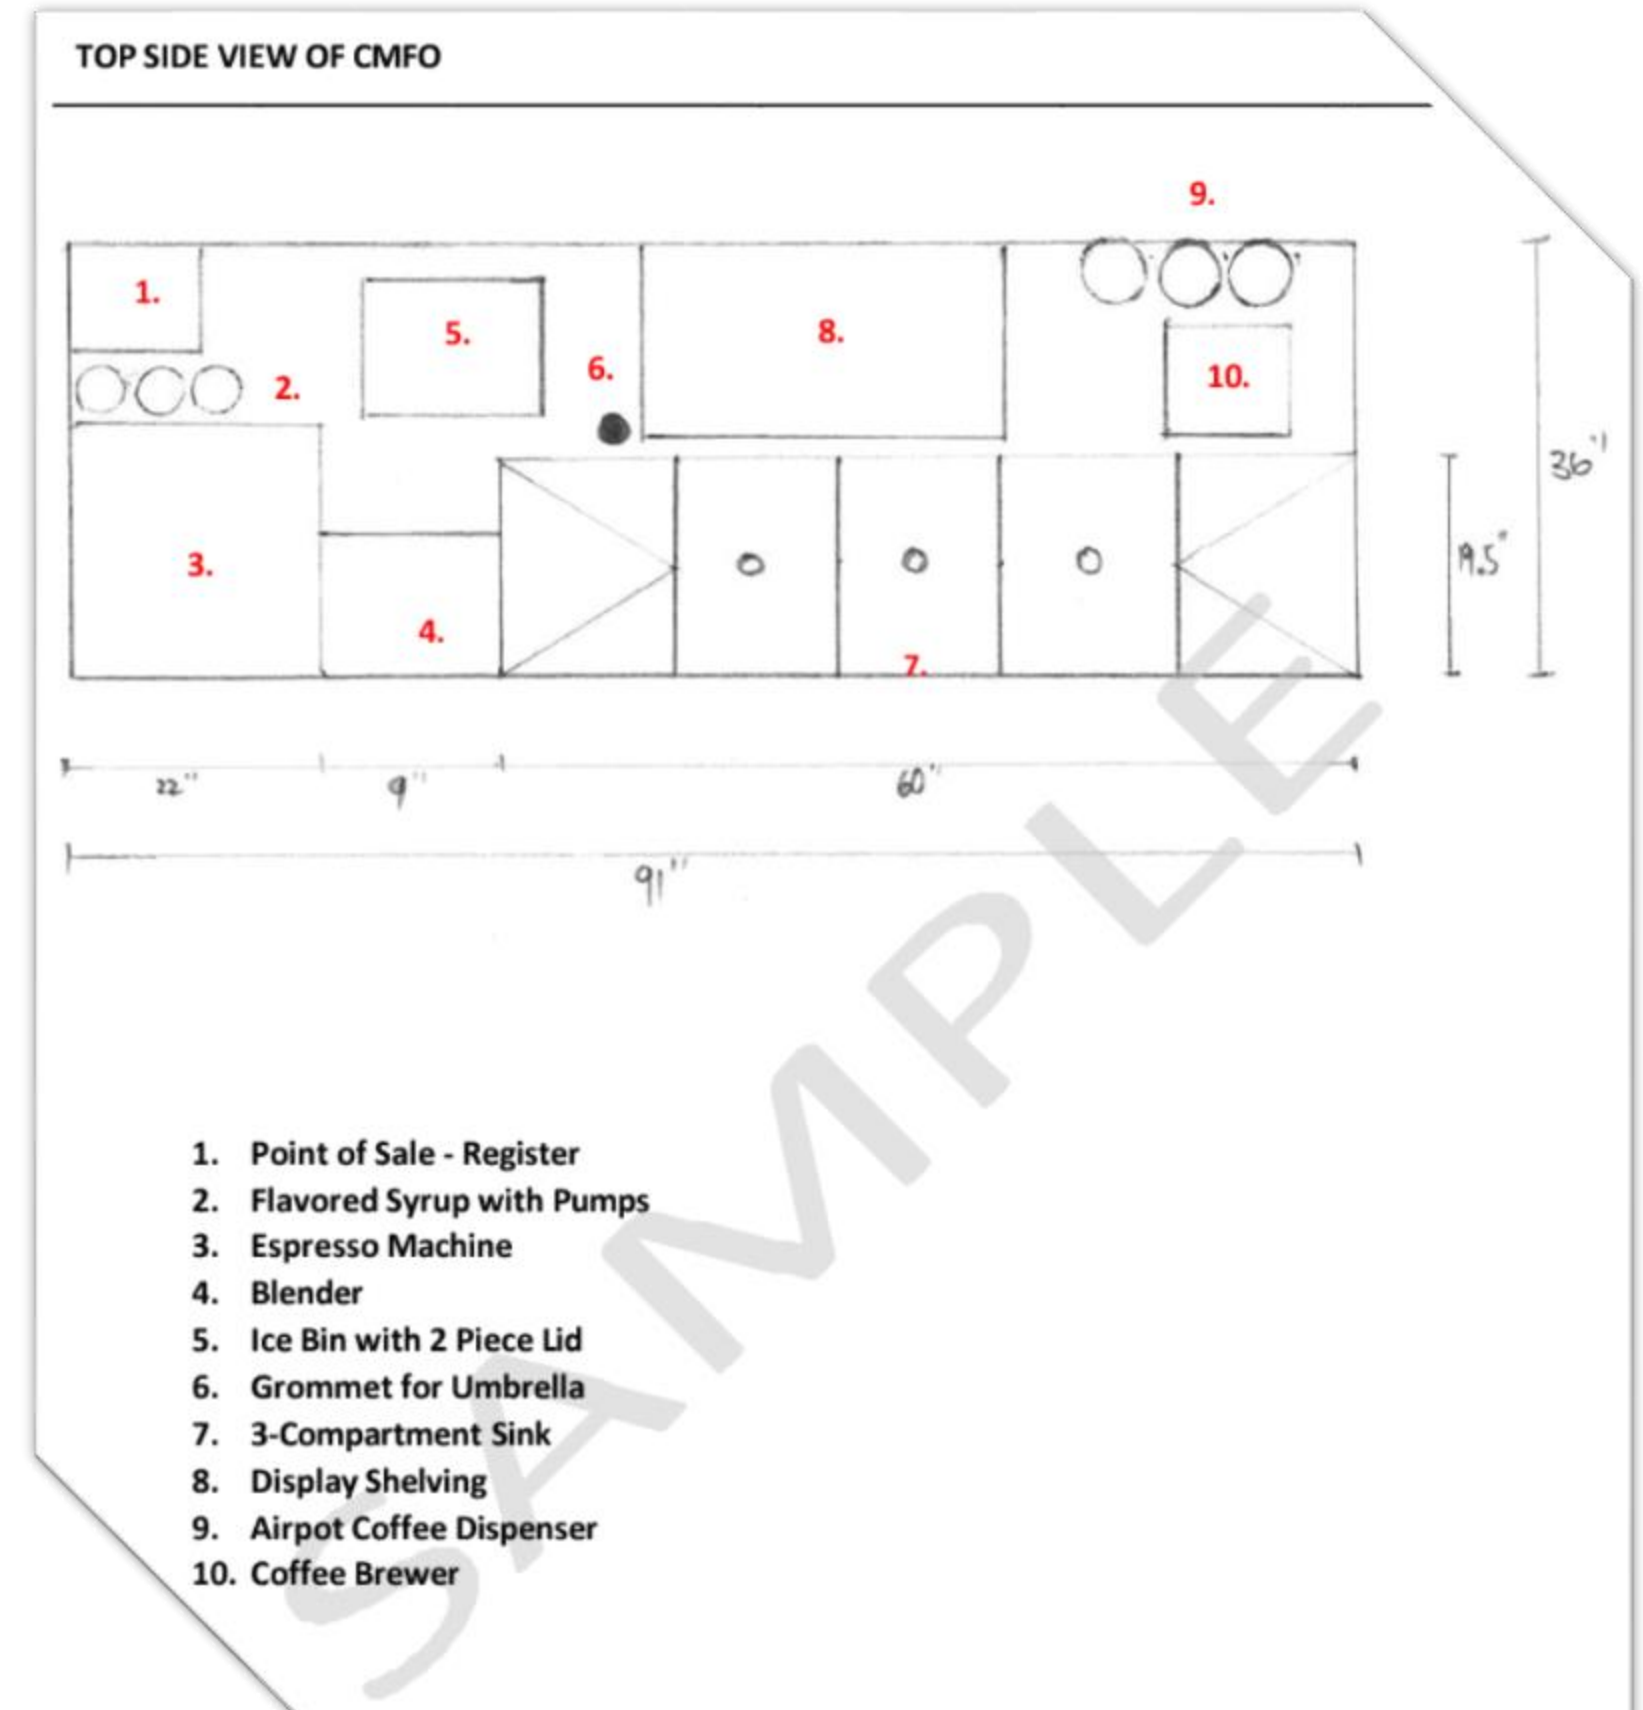 TOP SIDE VIEW OF CMFO
9.
1.
5.
8.
6.
2.
10.
36"
19.5"
3.
4.
7.
22"
9"
60"
91"
SAMPLE
1. Point of Sale - Register
2. Flavored Syrup with Pumps
3. Espresso Machine
4. Blender
5. Ice Bin with 2 Piece Lid
6. Grommet for Umbrella
7. 3-Compartment Sink
8. Display Shelving
9. Airpot Coffee Dispenser
10. Coffee Brewer